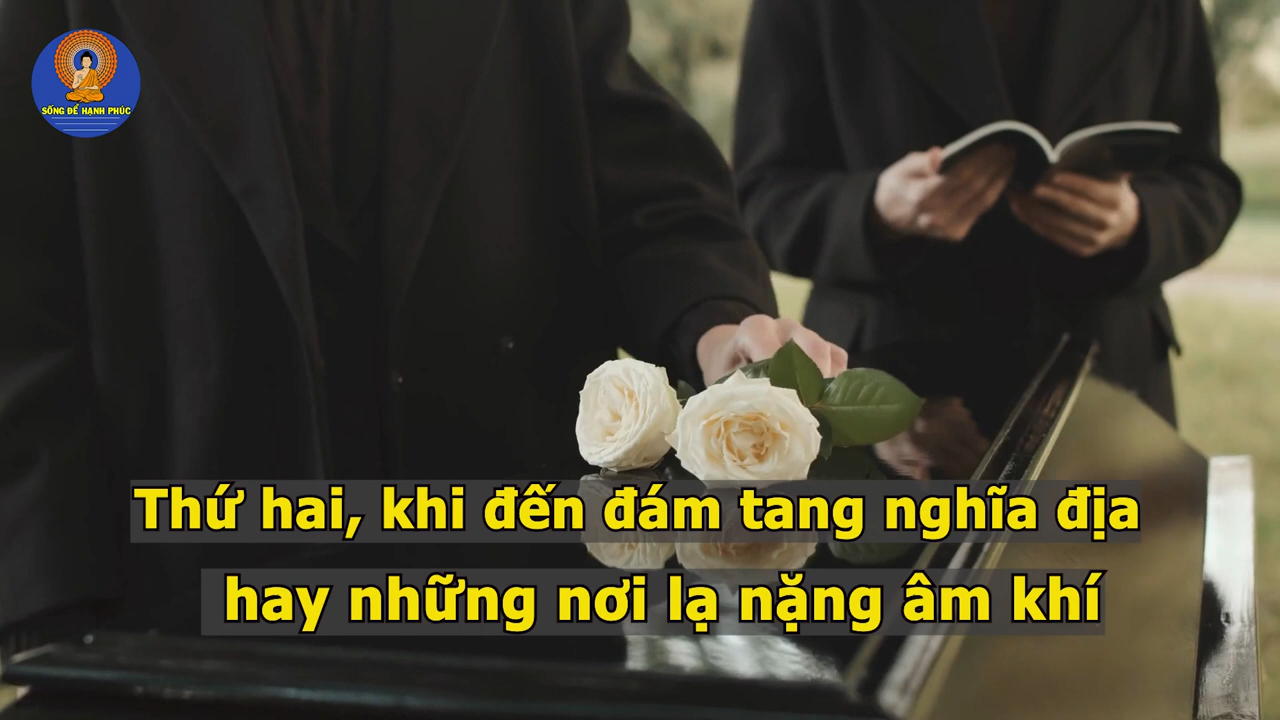 SỐNG ĐỂ HẠNH PHÚC
Thứ hai, khi đến đám tang nghĩa địa
hay những nơi lạ nặng âm khí